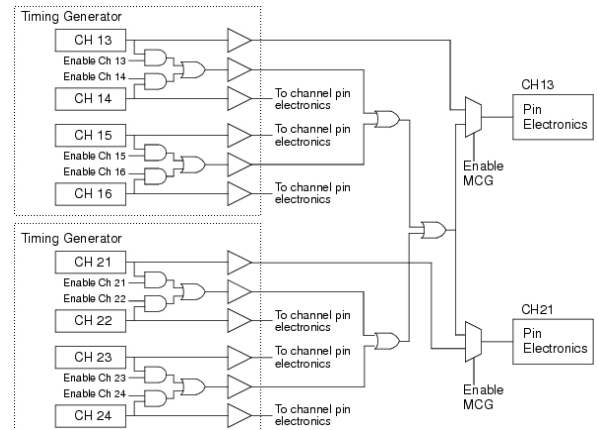 Timing Generator
CH 13
Enable Ch 13
Enable Ch 14
CH 14
To channel pin
electronics
CH 15
To channel pin
electronics
Enable Ch 15
Enable Ch 16
CH 16
To channel pin
electronics
CH13
Pin
Electronics
Enable
MCG
Timing Generator
CH 21
Enable Ch 21
Enable Ch 22
CH 22
To channel pin
electronics
CH 23
To channel pin
electronics
Enable Ch 23
Enable Ch 24
CH 24
To channel pin
electronics
CH21
Pin
Electronics
Enable
MCG